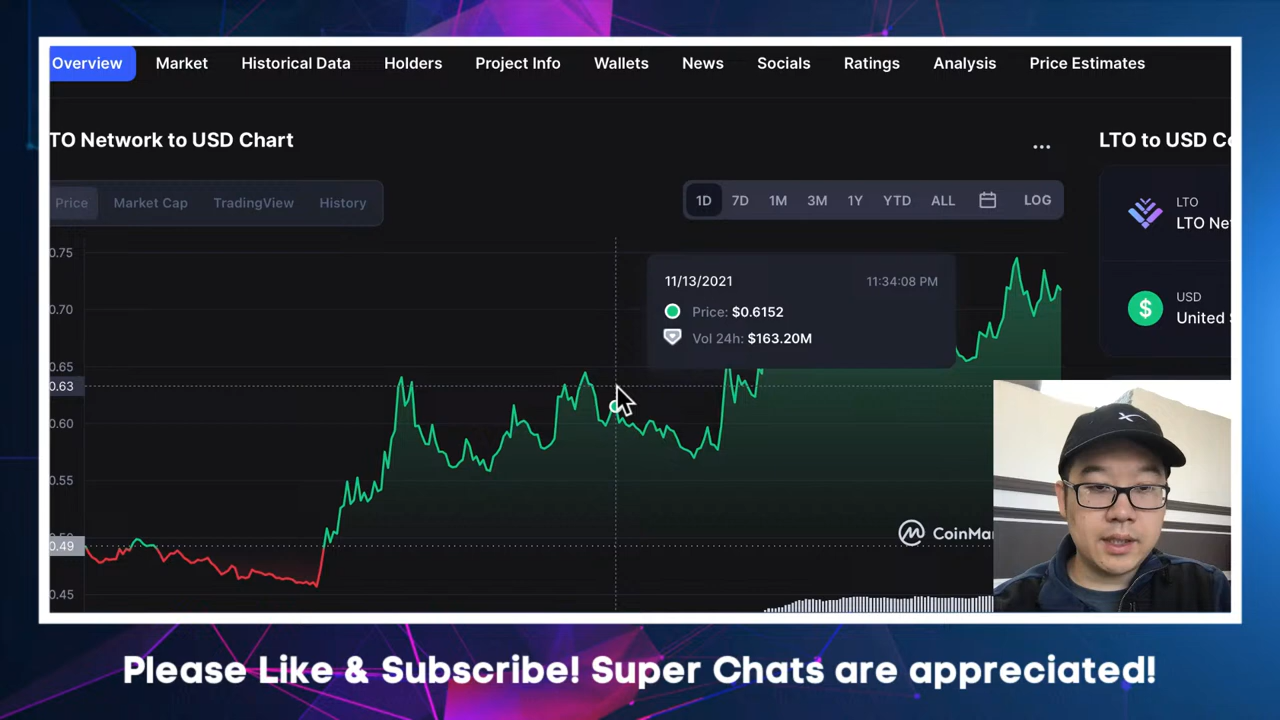 Overview Market Historical Data Holders Project Info Wallets News Socials Ratings Analysis Price Estimates
TO Network to USD Chart
...
LTO to USD Co
Price Market Cap TradingView History
1D 7D 1M 3M 1Y YTD ALL LOG
LTO
LTO Ne
0.75
11/13/2021 11:34:08 PM
Price: $0.6152
Vol 24h: $163.20M
0.70
USD
United S
$
0.65
0.63
0.60
0.55
CoinMar
0.49
0.45
Please Like & Subscribe! Super Chats are appreciated!